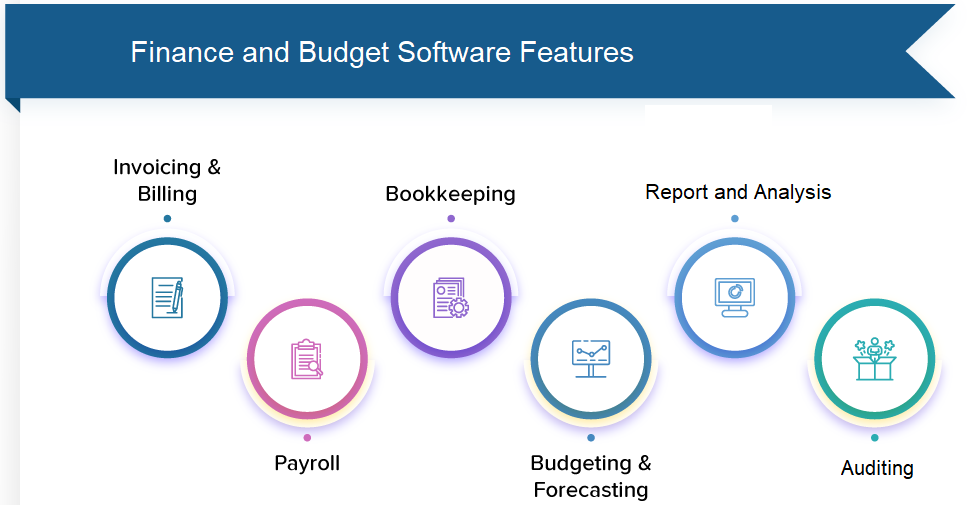 Finance and Budget Software Features
Invoicing &
Billing
Bookkeeping
Report and Analysis
Payroll
Budgeting &
Forecasting
Auditing